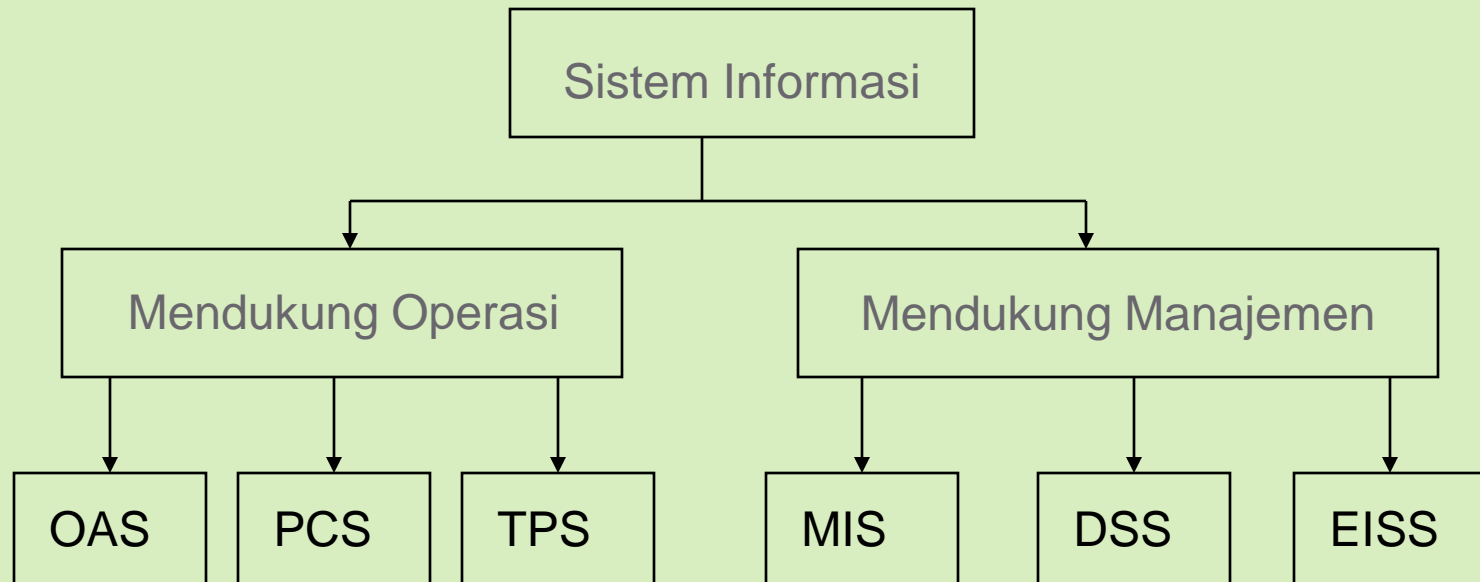 Sistem Informasi
Mendukung Operasi
Mendukung Manajemen
OAS
PCS
TPS
MIS
DSS
EISS